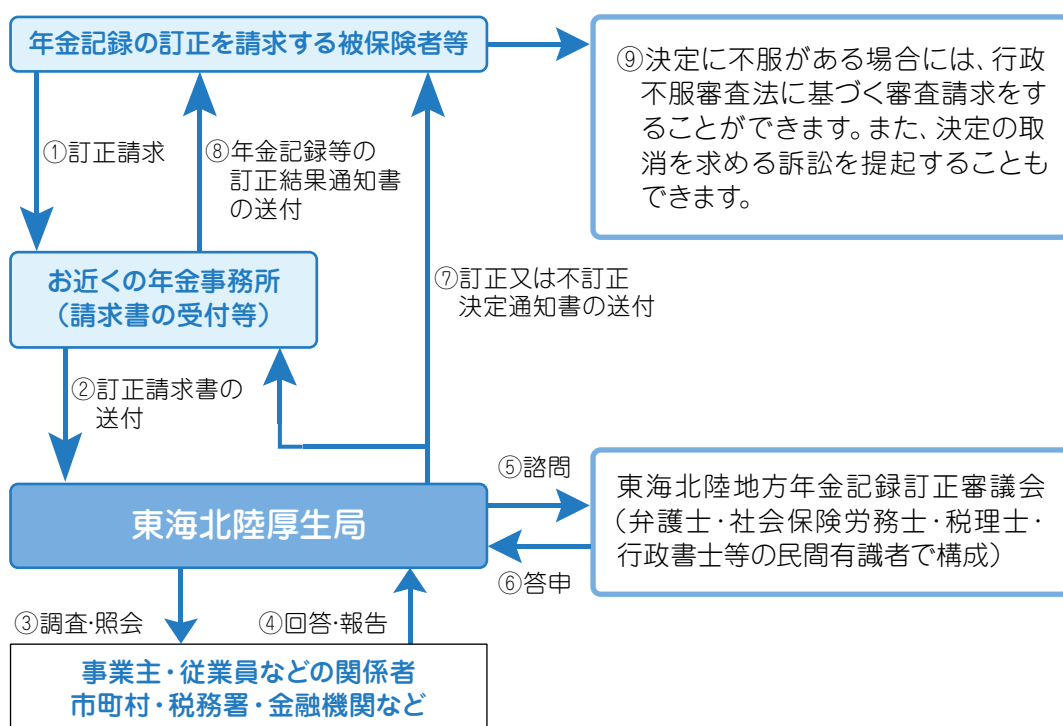 年金記録の訂正を請求する被保険者等
①訂正請求
⑧年金記録等の
訂正結果通知書
の送付
お近くの年金事務所
（請求書の受付等）
②訂正請求書の
送付
⑦訂正又は不訂正
決定通知書の送付
⑨決定に不服がある場合には、行政
不服審査法に基づく審査請求をす
ることができます。また、決定の取
消を求める訴訟を提起することも
できます。
東海北陸厚生局
⑤諮問
⑥答申
東海北陸地方年金記録訂正審議会
（弁護士・社会保険労務士・税理士・
行政書士等の民間有識者で構成）
③調査・照会
④回答・報告
事業主・従業員などの関係者
市町村・税務署・金融機関など